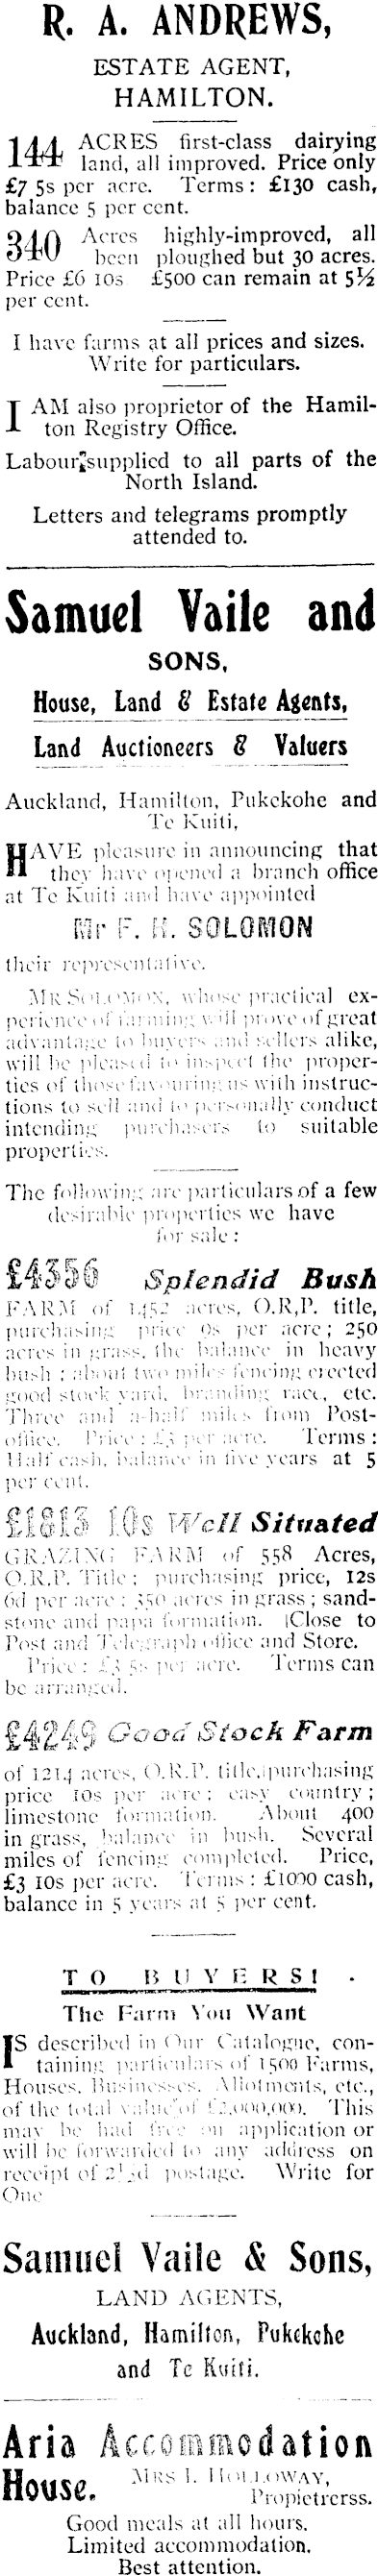 R. A. ANDREWS,
ESTATE AGENT,
HAMILTON.
144 ACRES first-class dairying
land, all improved. Price only
£7 5s per acre. Terms: £130 cash,
balance 5 per cent.
340 Acres highly-improved, all
been ploughed but 30 acres.
Price £6 10s £500 can remain at 5½
per cent.
I have farms at all prices and sizes.
Write for particulars.
I AM also proprietor of the Hamil-
ton Registry Office.
Labour supplied to all parts of the
North Island.
Letters and telegrams promptly
attended to.
Samuel Vaile and
SONS,
House, Land & Estate Agents,
Land Auctioneers & Valuers
Auckland, Hamilton, Pukekohe and
Te Kuiti,
HAVE pleasure in announcing that
they have opened a branch office
at Te Kuiti and have appointed
Mr F. H. SOLOMON
their representative.
MR SOLOMON, whose practical ex-
perience of farming will prove of great
advantage to buyers and sellers alike,
will be pleased to inspect the proper-
ties of those favouring us with instruc-
tions to sell and to personally conduct
intending purchasers to suitable
properties.
The following are particulars of a few
desirable properties we have
for sale:
£4356 Splendid Bush
FARM of 1452 acres, O.R,P. title,
purchasing price 9s per acre; 250
acres in grass, the balance in heavy
bush; about two miles fencing erected
good stock yard, branding race, etc.
Three and a-half miles from Post-
office. Price: £3 per acre. Terms:
Half cash, balance in five years at 5
per cent.
£1813 10s Well Situated
GRAZING FARM of 558 Acres,
O.R.P. Title; purchasing price, 12s
6d per acre; 350 acres in grass; sand-
stone and papa formation. Close to
Post and Telegraph office and Store.
Price: £3 5s per acre. Terms can
be arranged.
£4249 Good Stock Farm
of 1214 acres, O.R.P. title, purchasing
price 10s per acre; easy country;
limestone formation. About 400
in grass, balance in bush. Several
miles of fencing completed. Price,
£3 10s per acre. Terms: £1000 cash,
balance in 5 years at 5 per cent.
TO BUYERS!
The Farm You Want
IS described in Our Catalogue, con-
taining particulars of 1500 Farms,
Houses, Businesses, Allotments, etc.,
of the total value of £2,000,000. This
may be had free on application or
will be forwarded to any address on
receipt of 2½d postage. Write for
One
Samuel Vaile & Sons,
LAND AGENTS,
Auckland, Hamilton, Pukekohe
and Te Kuiti.
Aria Accommodation
House. MRS I. HOLLOWAY,
Propietrerss.
Good meals at all hours.
Limited accommodation.
Best attention.